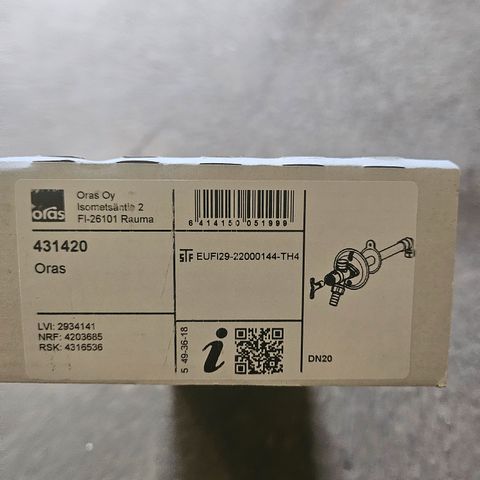 oras
Oras Oy
Isometsäntie 2
FI-26101 Rauma
431420
Oras
LVI: 2934141
NRF: 4203685
RSK: 4316536
6 414150 051999
STF EUFI29-22000144-TH4
5 49-36-18
i
DN20